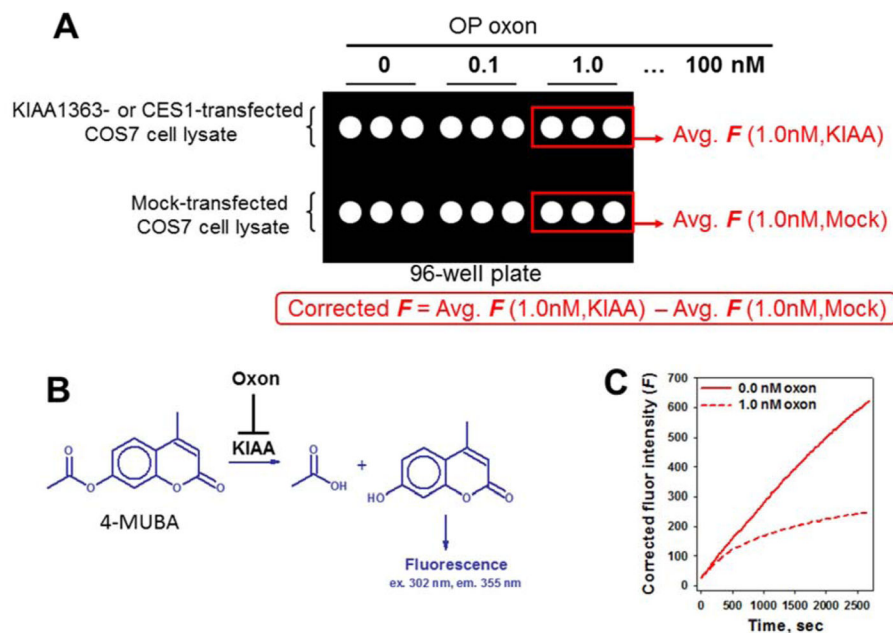 A
OP oxon
0 0.1 1.0 ... 100 nM
KIAA1363- or CES1-transfected
COS7 cell lysate
Avg. F (1.0nM,KIAA)
Mock-transfected
COS7 cell lysate
Avg. F (1.0nM,Mock)
96-well plate
Corrected F = Avg. F (1.0nM,KIAA) – Avg. F (1.0nM,Mock)
B
Oxon
KIAA
O
O
O
O
4-MUBA
O
OH
+
HO
O
O
Fluorescence
ex. 302 nm, em. 355 nm
C
Corrected fluor intensity (F)
700
600
500
400
300
200
100
0
0.0 nM oxon
1.0 nM oxon
0 500 1000 1500 2000 2500
Time, sec